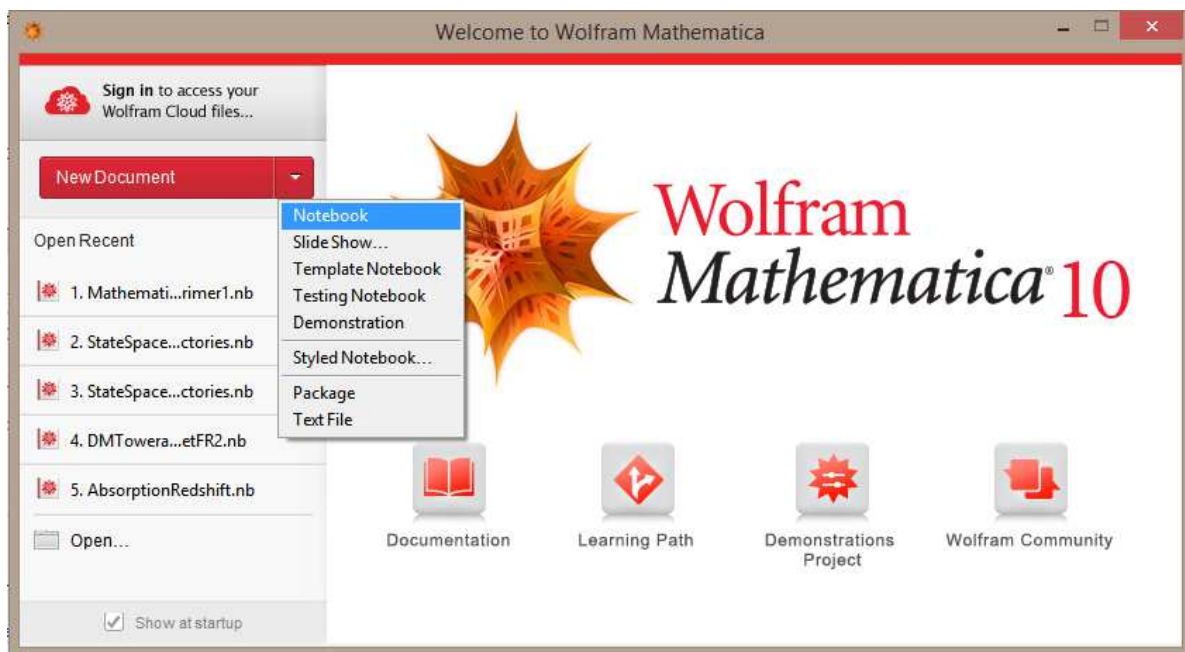 Welcome to Wolfram Mathematica
Sign in to access your
Wolfram Cloud files...
New Document
Notebook
Slide Show...
Template Notebook
Testing Notebook
Demonstration
Styled Notebook...
Package
Text File
Open Recent
1. Mathemati...rimer1.nb
2. StateSpace...ctories.nb
3. StateSpace...ctories.nb
4. DMTowera...etFR2.nb
5. AbsorptionRedshift.nb
Open...
Show at startup
Wolfram
Mathematica® 10
Documentation
Learning Path
Demonstrations
Project
Wolfram Community